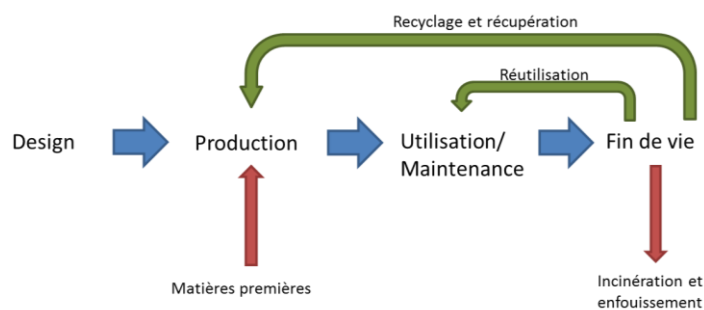 Recyclage et récupération
Réutilisation
Design
Production
Utilisation/
Maintenance
Fin de vie
Matières premières
Incinération et
enfouissement